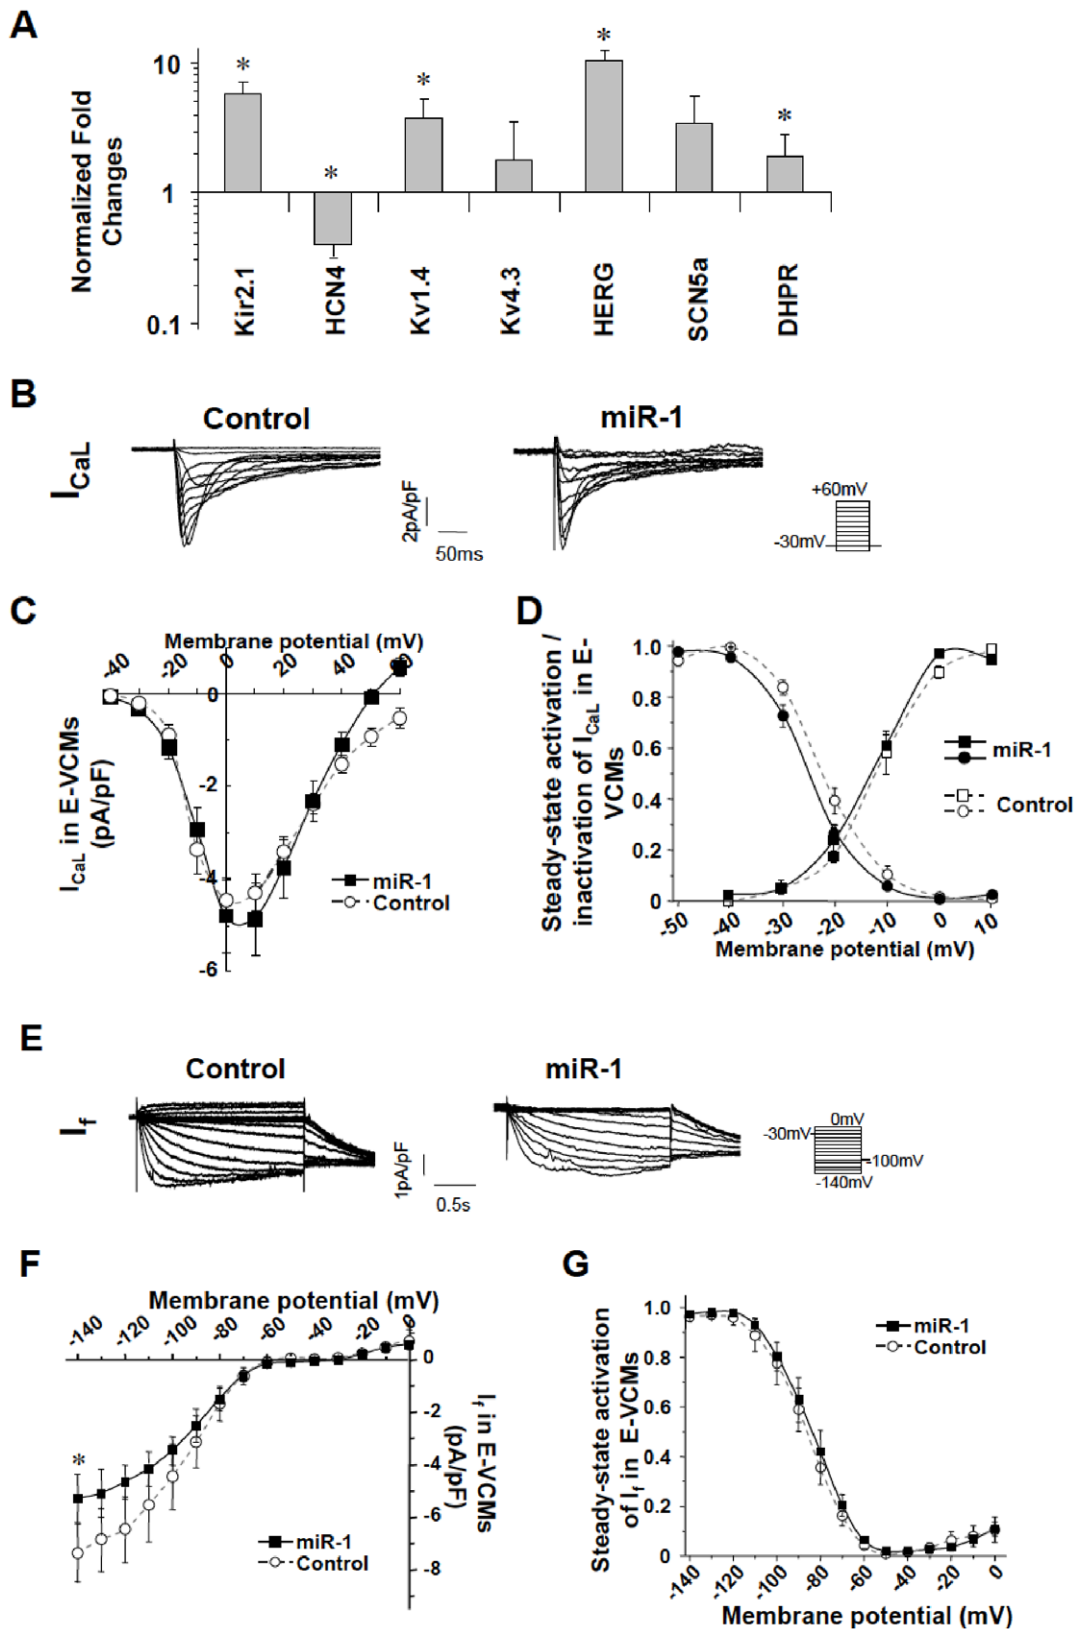 A
Normalized Fold
Changes
10
1
0.1
*
*
*
*
*
Kir2.1
HCN4
Kv1.4
Kv4.3
HERG
SCN5a
DHPR
B
Control
miR-1
ICaL
2pA/pF
50ms
+60mV
-30mV
C
Membrane potential (mV)
-40
-20
0
20
40
60
0
-2
-4
-6
ICaL in E-VCMs
(pA/pF)
miR-1
Control
D
Steady-state activation /
inactivation of ICaL in E-
VCMs
1.0
0.8
0.6
0.4
0.2
0
-50
-40
-30
-20
-10
0
10
Membrane potential (mV)
miR-1
Control
E
Control
miR-1
If
1pA/pF
0.5s
0mV
-30mV
-100mV
-140mV
F
Membrane potential (mV)
-140
-120
-100
-80
-60
-40
-20
0
0
-2
-4
-6
-8
If in E-VCMs
(pA/pF)
*
miR-1
Control
G
Steady-state activation
of If in E-VCMs
1.0
0.8
0.6
0.4
0.2
0
-140
-120
-100
-80
-60
-40
-20
0
Membrane potential (mV)
miR-1
Control